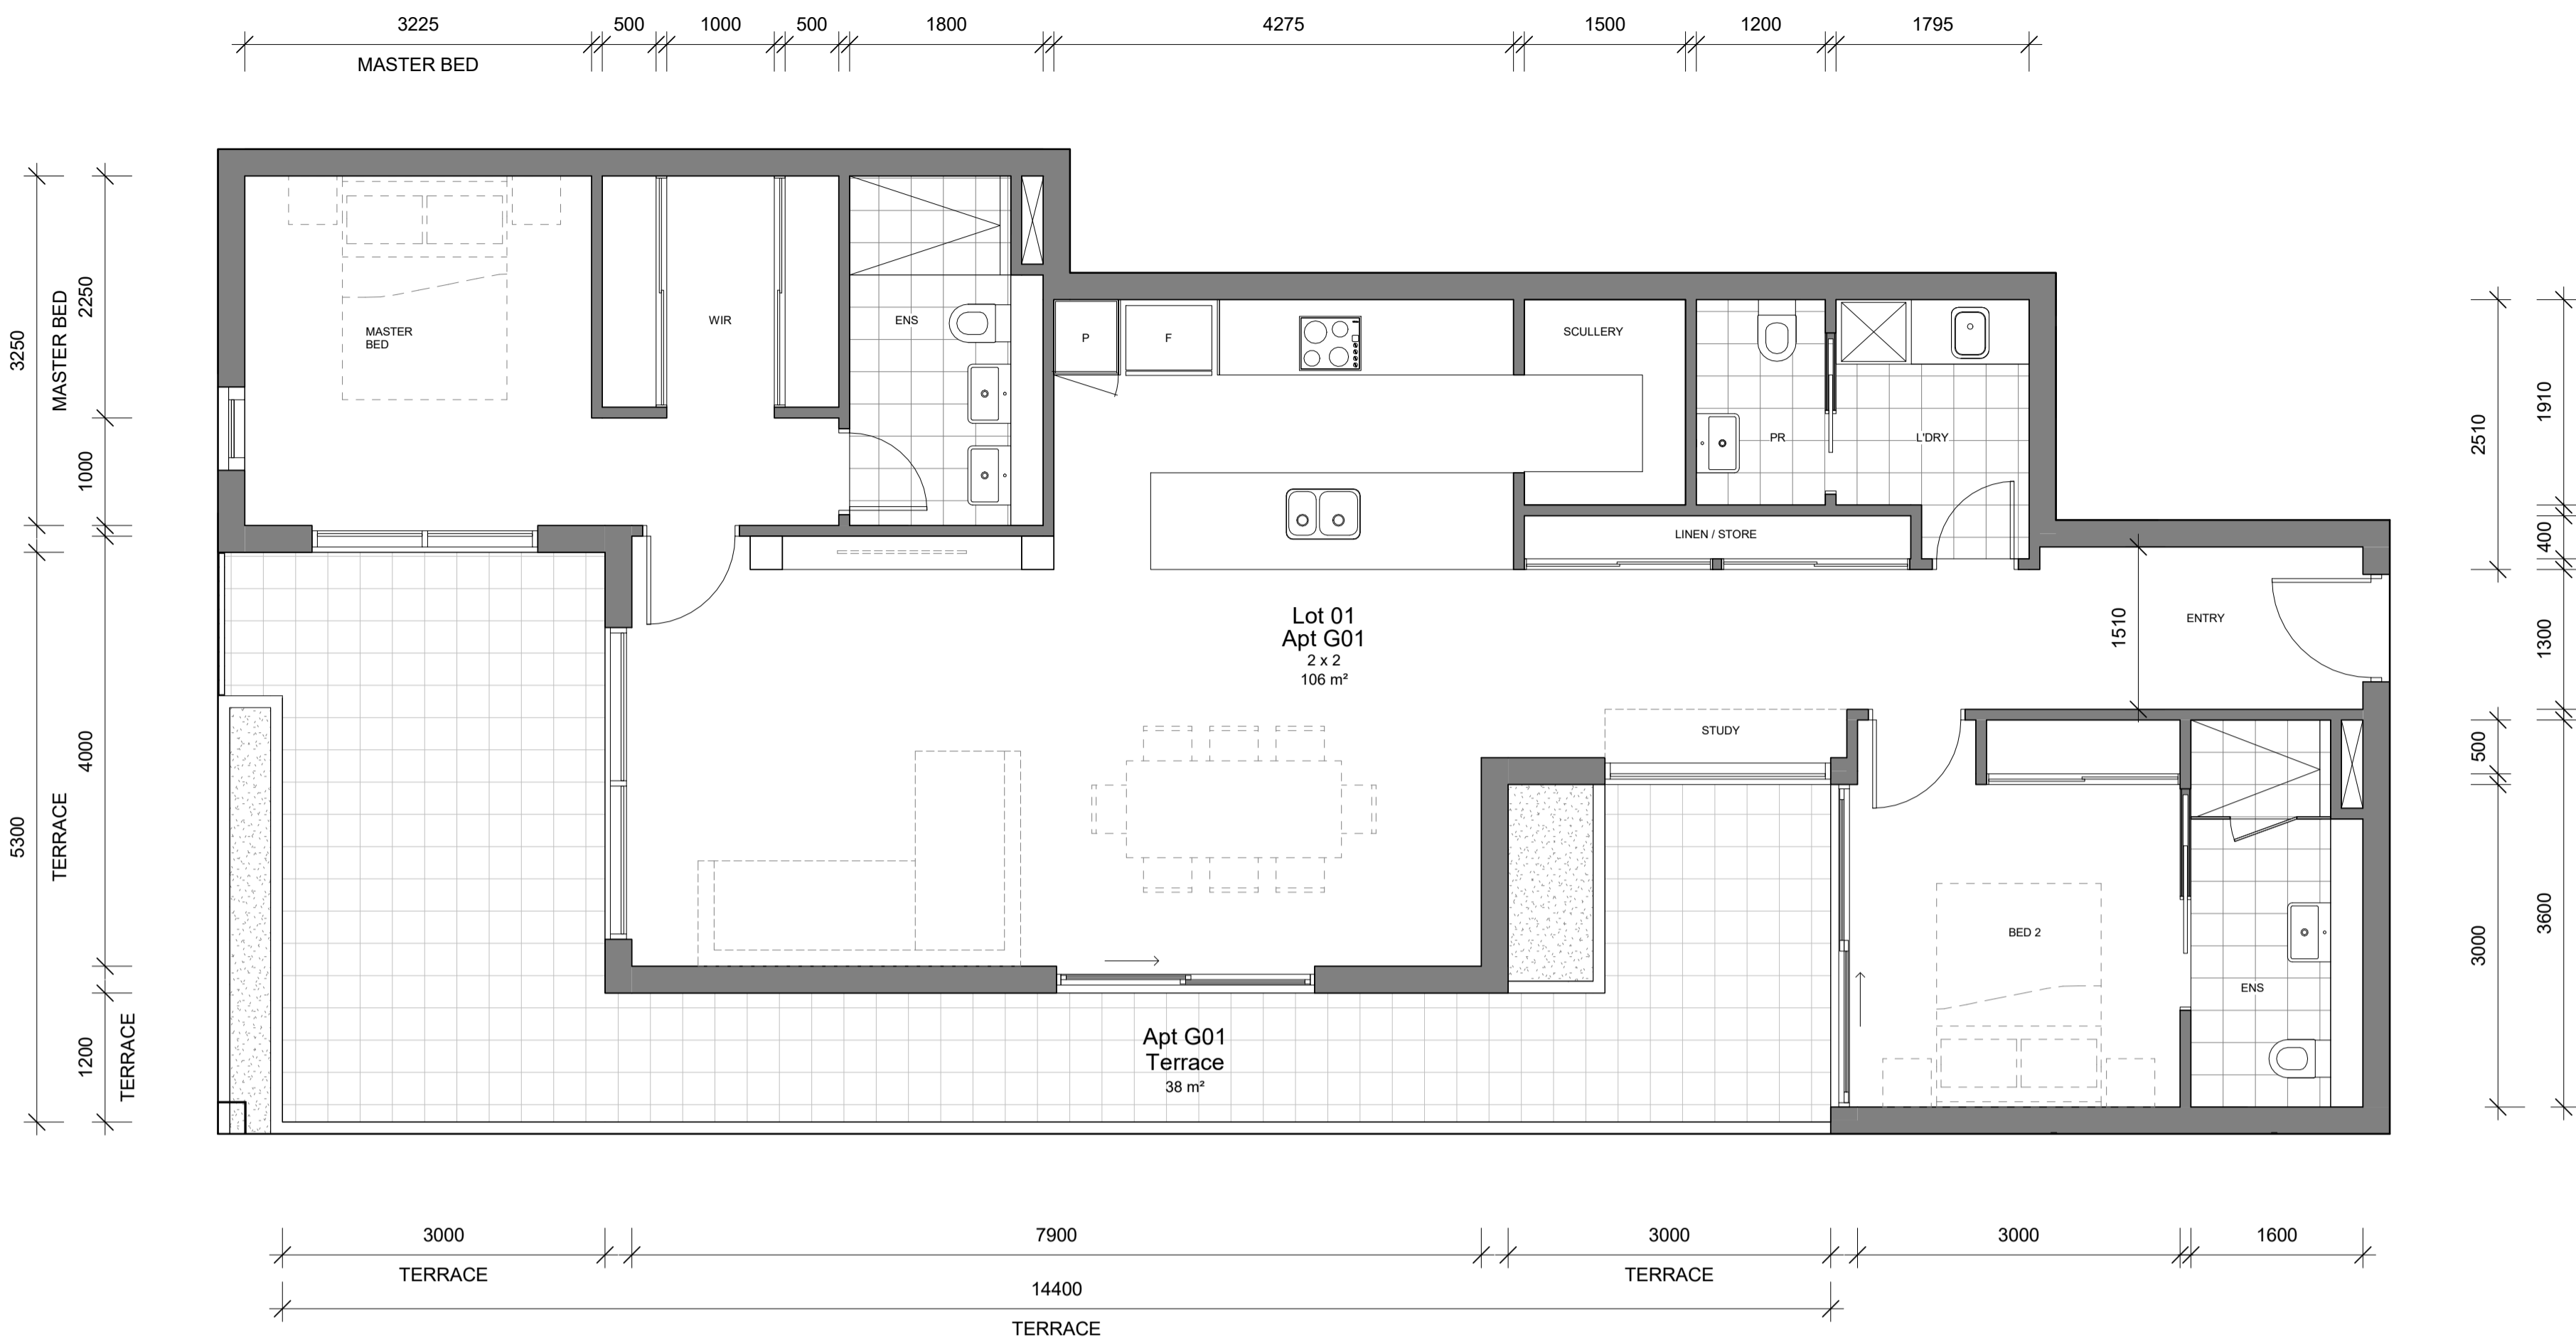 3225
500
1000
500
1800
4275
1500
1200
1795
MASTER BED
3250
MASTER BED
2250
1000
5300
TERRACE
4000
1200
TERRACE
MASTER
BED
WIR
ENS
P
F
SCULLERY
PR
L'DRY
LINEN / STORE
Lot 01
Apt G01
2 x 2
106 m²
1510
ENTRY
STUDY
BED 2
ENS
Apt G01
Terrace
38 m²
2510
1910
400
1300
500
3000
3600
3000
TERRACE
7900
3000
TERRACE
3000
1600
14400
TERRACE